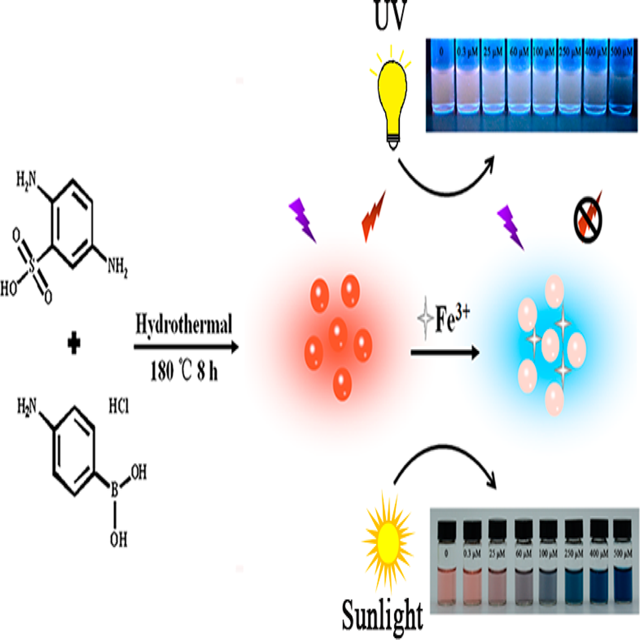 UV
0 0.3 μM 25 μM 60 μM 100 μM 250 μM 400 μM 500 μM
H₂N
NH₂
O
S
HO
O
+
H₂N
HCl
OH
B
OH
Hydrothermal
180 ℃ 8 h
Fe³⁺
0 0.3 μM 25 μM 60 μM 100 μM 250 μM 400 μM 500 μM
Sunlight